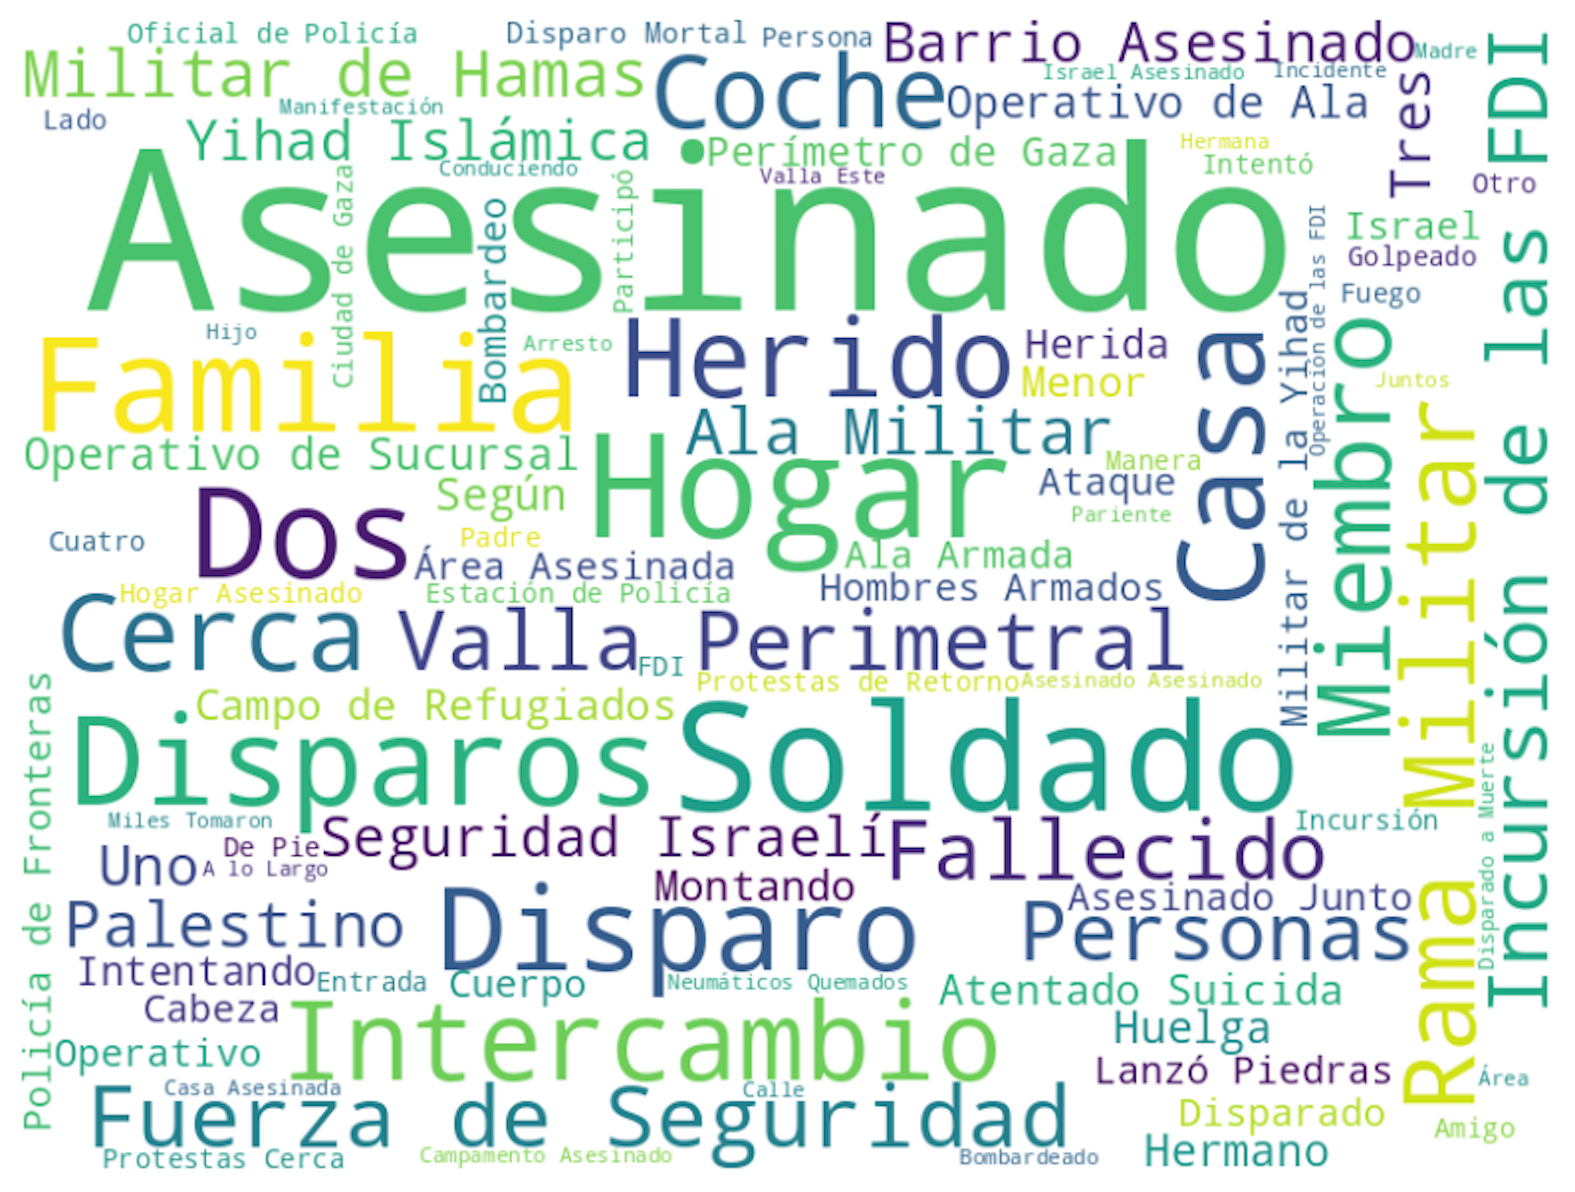 Oficial de Policía
Disparo Mortal
Persona
Barrio Asesinado
Madre
Militar de Hamas
Coche
Israel Asesinado
Incidente
Lado
Manifestación
Operativo de Ala
Tres
Incursión de las FDI
Yihad Islámica
Perímetro de Gaza
Hermana
Intentó
Conduciendo
Valla Este
Otro
Asesinado
Ciudad de Gaza
Bombardeo
Participó
Operación de las FDI
Israel
Golpeado
Fuego
Hijo
Arresto
Familia
Herido
Herida
Menor
Casa
Militar de la Yihad
Miembro
Juntos
Rama Militar
Ala Militar
Operativo de Sucursal
Hogar
Manera
Según
Ataque
Dos
Pariente
Cuatro
Padre
Área Asesinada
Ala Armada
Hogar Asesinado
Estación de Policía
Hombres Armados
Cerca
Valla Perimetral
FDI
Protestas de Retorno
Asesinado Asesinado
Policía de Fronteras
Campo de Refugiados
Disparos
Soldado
Disparado a Muerte
Miles Tomaron
Incursión
De Pie
Seguridad Israelí
Fallecido
Uno
A lo Largo
Montando
Asesinado Junto
Palestino
Disparo
Personas
Intentando
Entrada
Cuerpo
Neumáticos Quemados
Atentado Suicida
Cabeza
Intercambio
Huelga
Operativo
Lanzó Piedras
Área
Casa Asesinada
Calle
Fuerza de Seguridad
Disparado
Amigo
Protestas Cerca
Campamento Asesinado
Bombardeado
Hermano